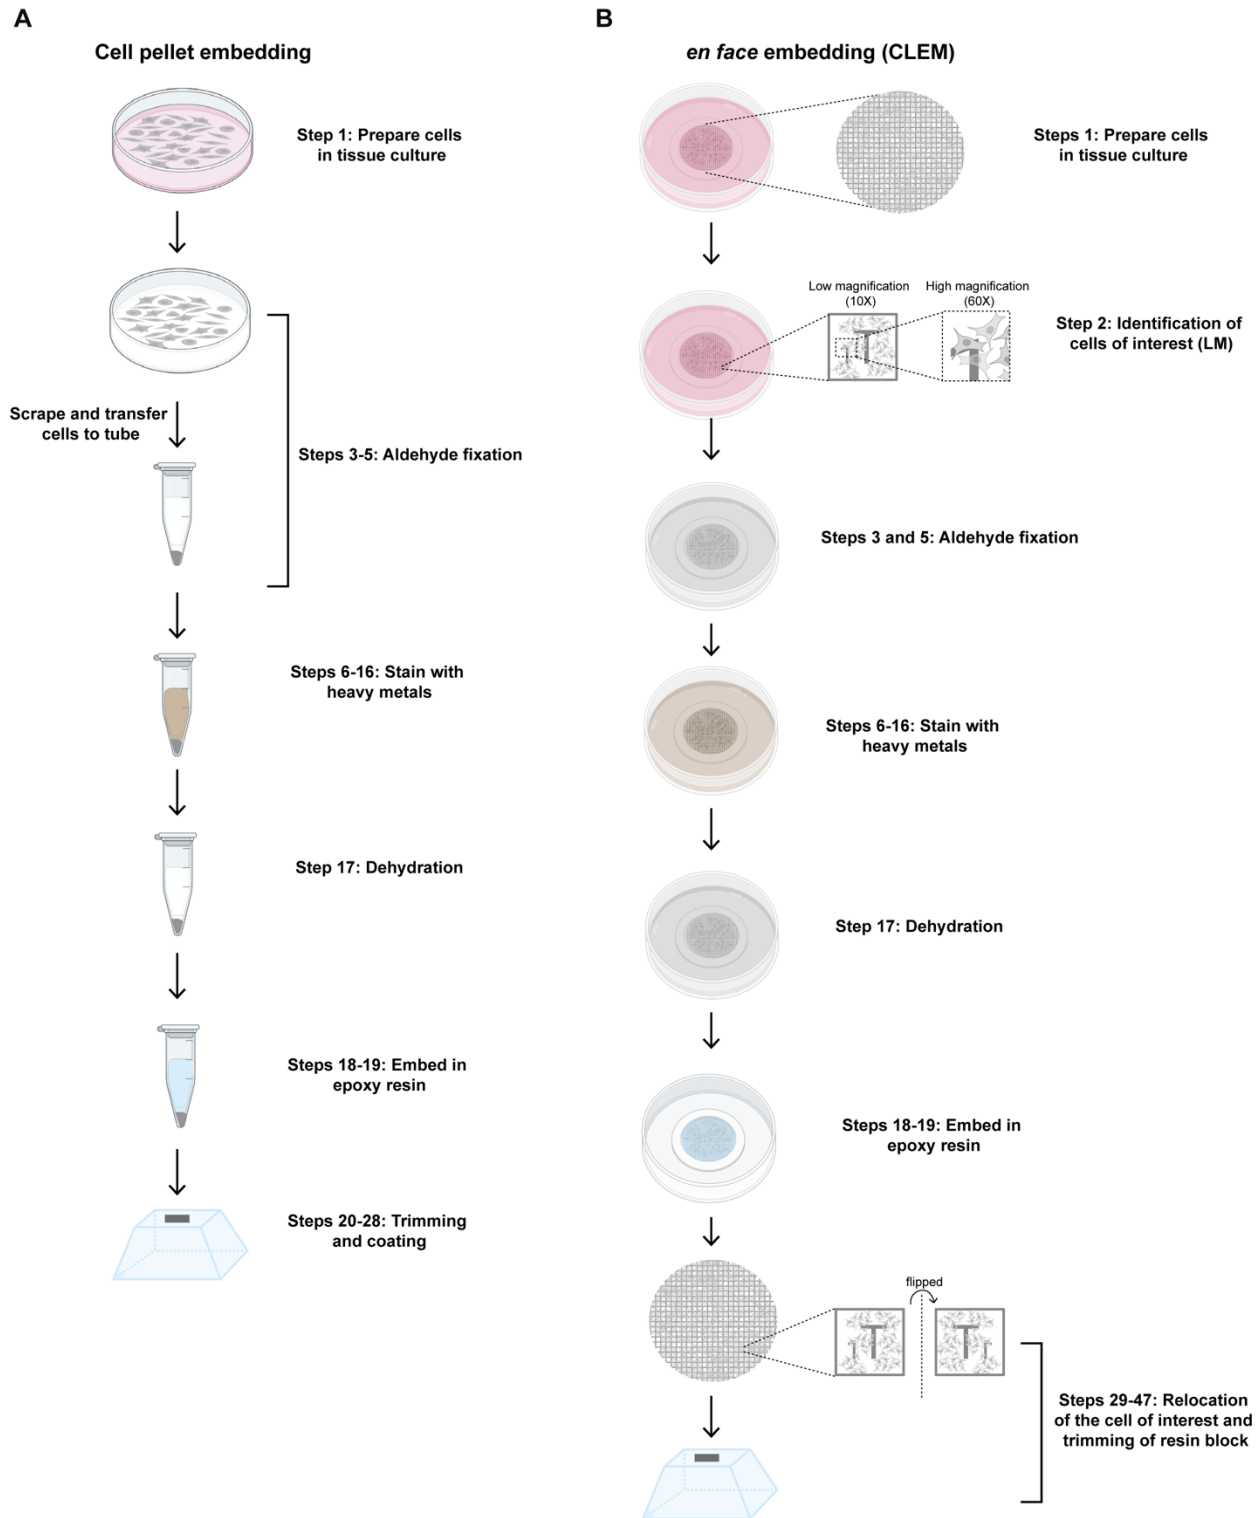 A
Cell pellet embedding
Step 1: Prepare cells
in tissue culture
Scrape and transfer
cells to tube
Steps 3-5: Aldehyde fixation
Steps 6-16: Stain with
heavy metals
Step 17: Dehydration
Steps 18-19: Embed in
epoxy resin
Steps 20-28: Trimming
and coating
B
en face embedding (CLEM)
Steps 1: Prepare cells
in tissue culture
Low magnification
(10X)
High magnification
(60X)
T
Step 2: Identification of
cells of interest (LM)
Steps 3 and 5: Aldehyde fixation
Steps 6-16: Stain with
heavy metals
Step 17: Dehydration
Steps 18-19: Embed in
epoxy resin
flipped
T
T
Steps 29-47: Relocation
of the cell of interest and
trimming of resin block